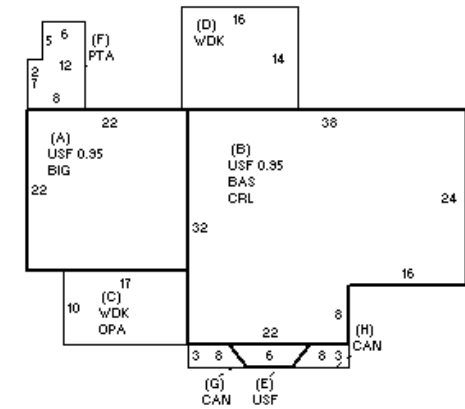 16
(D)
WDK
14
6
5
(F)
PTA
12
2
7
8
22
(A)
USF 0.95
BIG
22
38
(B)
USF 0.95
BAS
CRL
24
32
16
17
(C)
WDK
OPA
10
8
22
(H)
CAN
3 8 6 8 3
(G)
CAN
(E)
USF